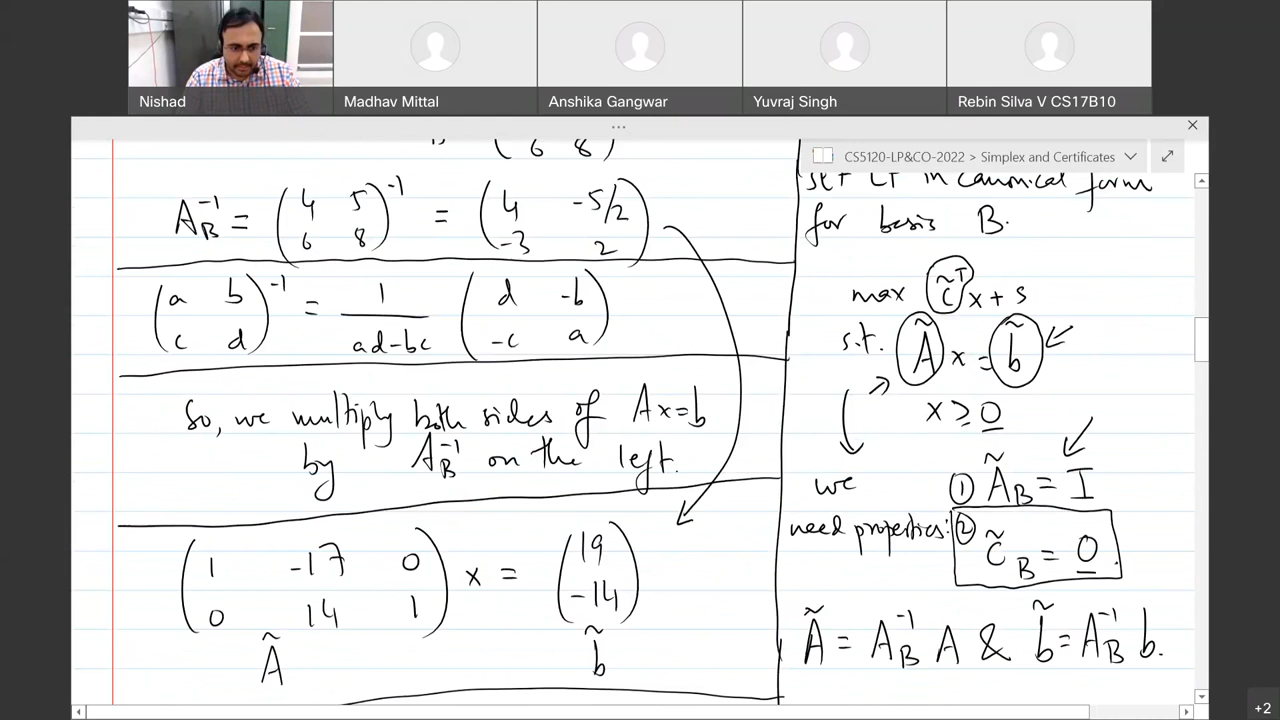 Nishad
Madhav Mittal
Anshika Gangwar
Yuvraj Singh
Rebin Silva V CS17B10
CS5120-LP&CO-2022 > Simplex and Certificates
B ( 6 8 )
A_B^{-1} = ( 4 5 ; 6 8 )^{-1} = ( 4 -5/2 ; -3 2 )
( a b ; c d )^{-1} = 1/(ad-bc) ( d -b ; -c a )
So, we multiply both sides of Ax=b
by A_B^{-1} on the left.
( 1 -17 0 ; 0 14 1 ) x = ( 19 ; -14 )
Ã b̃
set LP in canonical form
for basis B.
max c̃^T x + s
s.t. Ã x = b̃
x ≥ 0
we ① Ã_B = I
need properties: ② c̃_B = 0.
Ã = A_B^{-1} A & b̃ = A_B^{-1} b.
+2